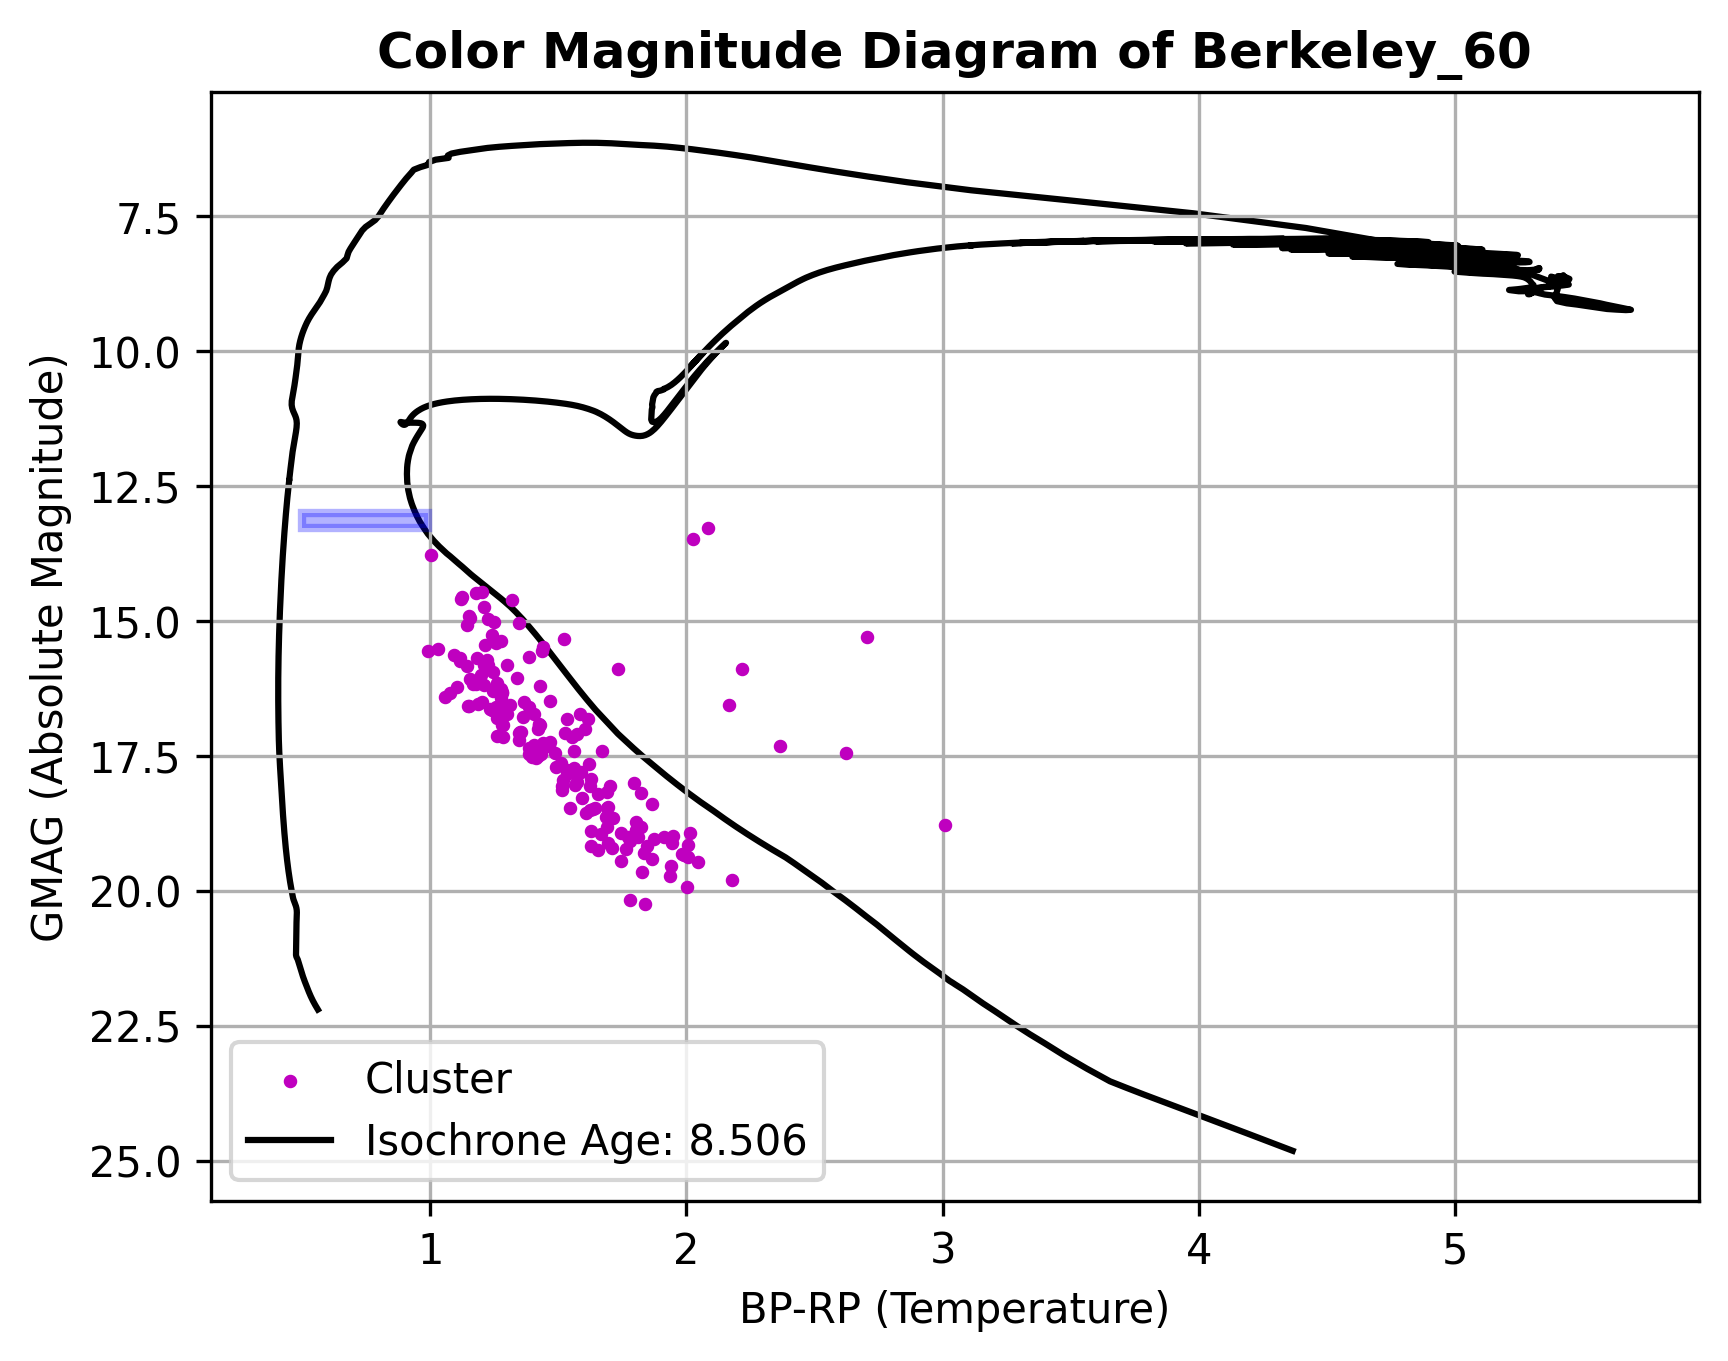 Color Magnitude Diagram of Berkeley_60
GMAG (Absolute Magnitude)
7.5
10.0
12.5
15.0
17.5
20.0
22.5
25.0
Cluster
Isochrone Age: 8.506
1 2 3 4 5
BP-RP (Temperature)